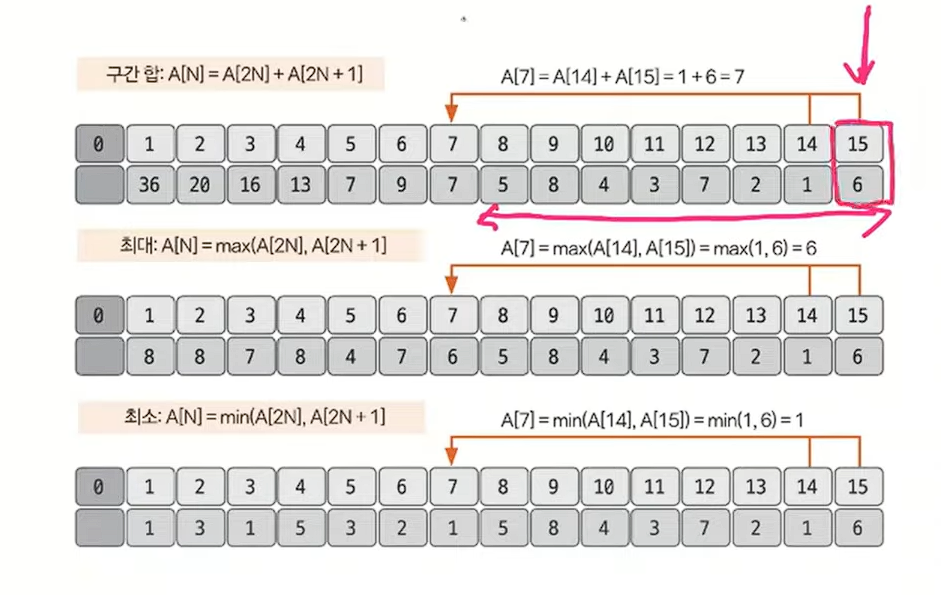 구간 합: A[N] = A[2N] + A[2N + 1]
A[7] = A[14] + A[15] = 1 + 6 = 7
0 1 2 3 4 5 6 7 8 9 10 11 12 13 14 15
36 20 16 13 7 9 7 5 8 4 3 7 2 1 6
최대: A[N] = max(A[2N], A[2N + 1]
A[7] = max(A[14], A[15]) = max(1, 6) = 6
0 1 2 3 4 5 6 7 8 9 10 11 12 13 14 15
8 8 7 8 4 7 6 5 8 4 3 7 2 1 6
최소: A[N] = min(A[2N], A[2N + 1]
A[7] = min(A[14], A[15]) = min(1, 6) = 1
0 1 2 3 4 5 6 7 8 9 10 11 12 13 14 15
1 3 1 5 3 2 1 5 8 4 3 7 2 1 6